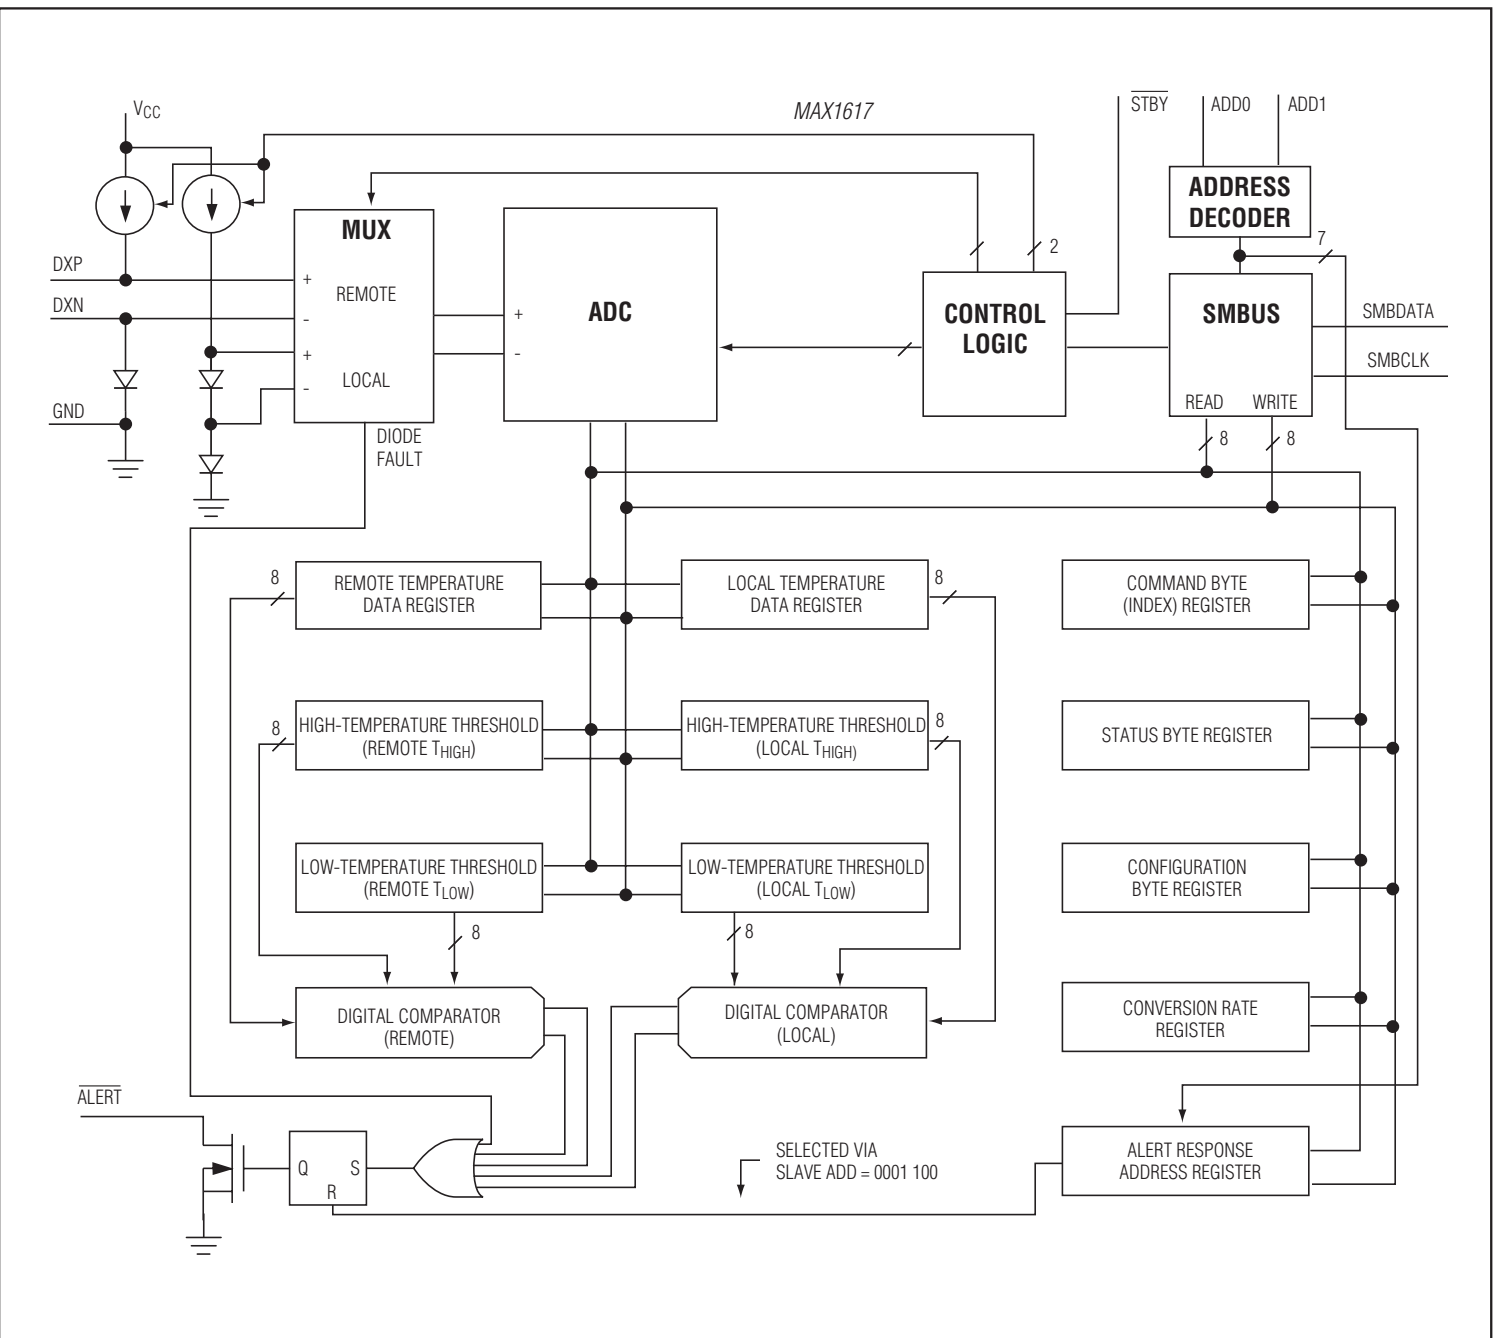 MAX1617
STBY
ADD0
ADD1
VCC
ADDRESS
DECODER
MUX
2
7
DXP
+
REMOTE
DXN
-
+
ADC
CONTROL
LOGIC
SMBUS
SMBDATA
+
-
LOCAL
-
SMBCLK
GND
READ
WRITE
DIODE
FAULT
8
8
8
REMOTE TEMPERATURE
DATA REGISTER
LOCAL TEMPERATURE
DATA REGISTER
8
COMMAND BYTE
(INDEX) REGISTER
8
HIGH-TEMPERATURE THRESHOLD
(REMOTE THIGH)
HIGH-TEMPERATURE THRESHOLD
(LOCAL THIGH)
8
STATUS BYTE REGISTER
LOW-TEMPERATURE THRESHOLD
(REMOTE TLOW)
LOW-TEMPERATURE THRESHOLD
(LOCAL TLOW)
CONFIGURATION
BYTE REGISTER
8
8
DIGITAL COMPARATOR
(REMOTE)
DIGITAL COMPARATOR
(LOCAL)
CONVERSION RATE
REGISTER
ALERT
Q
S
R
SELECTED VIA
SLAVE ADD = 0001 100
ALERT RESPONSE
ADDRESS REGISTER